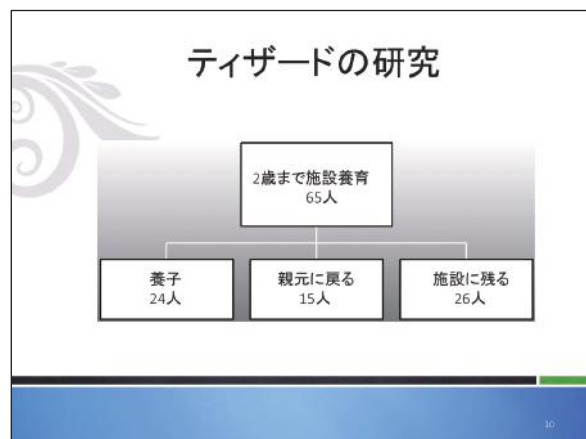 ティザードの研究
2歳まで施設養育
65人
養子
24人
親元に戻る
15人
施設に残る
26人
10